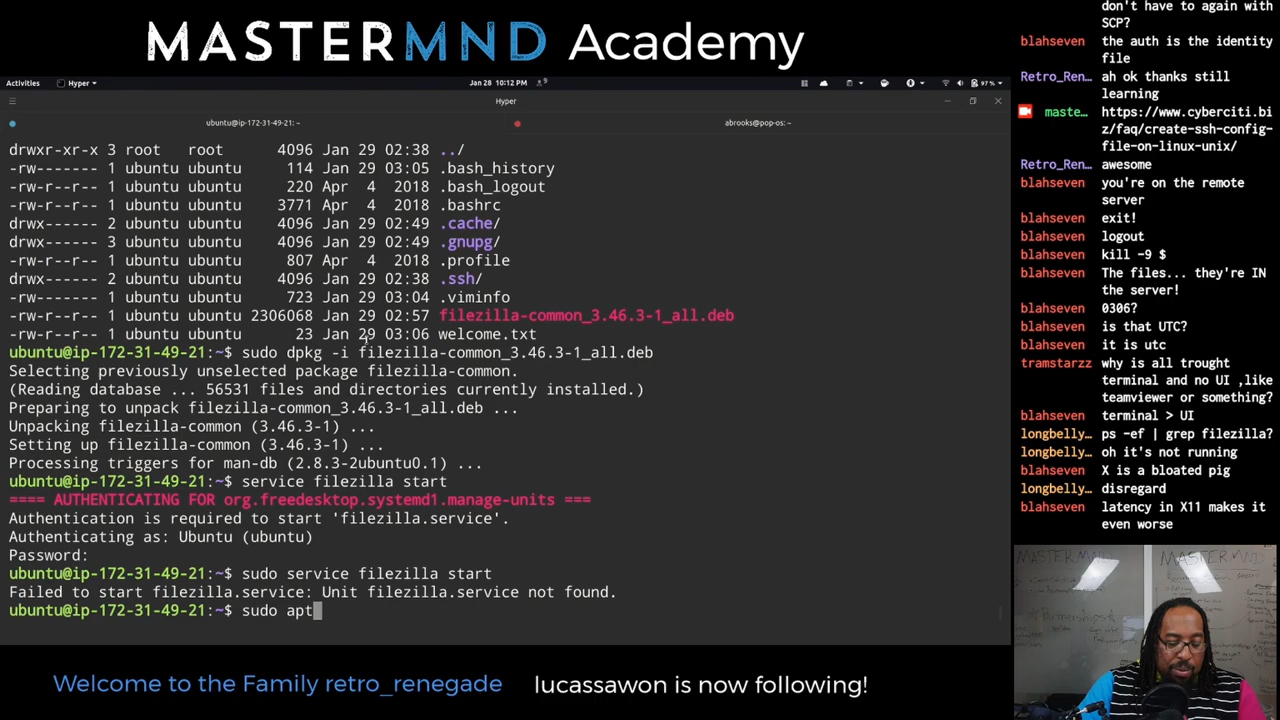 MASTERMND Academy
Activities
Hyper
Jan 28 10:12 PM
97 %
Hyper
ubuntu@ip-172-31-49-21: ~
abrooks@pop-os: ~
drwxr-xr-x 3 root   root     4096 Jan 29 02:38 ../
-rw------- 1 ubuntu ubuntu    114 Jan 29 03:05 .bash_history
-rw-r--r-- 1 ubuntu ubuntu    220 Apr  4  2018 .bash_logout
-rw-r--r-- 1 ubuntu ubuntu   3771 Apr  4  2018 .bashrc
drwx------ 2 ubuntu ubuntu   4096 Jan 29 02:49 .cache/
drwx------ 3 ubuntu ubuntu   4096 Jan 29 02:49 .gnupg/
-rw-r--r-- 1 ubuntu ubuntu    807 Apr  4  2018 .profile
drwx------ 2 ubuntu ubuntu   4096 Jan 29 02:38 .ssh/
-rw------- 1 ubuntu ubuntu    723 Jan 29 03:04 .viminfo
-rw-r--r-- 1 ubuntu ubuntu 2306068 Jan 29 02:57 filezilla-common_3.46.3-1_all.deb
-rw-r--r-- 1 ubuntu ubuntu     23 Jan 29 03:06 welcome.txt
ubuntu@ip-172-31-49-21:~$ sudo dpkg -i filezilla-common_3.46.3-1_all.deb
Selecting previously unselected package filezilla-common.
(Reading database ... 56531 files and directories currently installed.)
Preparing to unpack filezilla-common_3.46.3-1_all.deb ...
Unpacking filezilla-common (3.46.3-1) ...
Setting up filezilla-common (3.46.3-1) ...
Processing triggers for man-db (2.8.3-2ubuntu0.1) ...
ubuntu@ip-172-31-49-21:~$ service filezilla start
==== AUTHENTICATING FOR org.freedesktop.systemd1.manage-units ===
Authentication is required to start 'filezilla.service'.
Authenticating as: Ubuntu (ubuntu)
Password:
ubuntu@ip-172-31-49-21:~$ sudo service filezilla start
Failed to start filezilla.service: Unit filezilla.service not found.
ubuntu@ip-172-31-49-21:~$ sudo apt
don't have to again with
SCP?
blahseven the auth is the identity
file
Retro_Ren… ah ok thanks still
learning
maste… https://www.cyberciti.bi
z/faq/create-ssh-config-
file-on-linux-unix/
Retro_Ren… awesome
blahseven you're on the remote
server
blahseven exit!
blahseven logout
blahseven kill -9 $
blahseven The files... they're IN
the server!
blahseven 0306?
blahseven is that UTC?
blahseven it is utc
tramstarzz why is all trought
terminal and no UI ,like
teamviewer or something?
blahseven terminal > UI
longbelly… ps -ef | grep filezilla?
longbelly… oh it's not running
blahseven X is a bloated pig
longbelly… disregard
blahseven latency in X11 makes it
even worse
MASTERMND
Welcome to the Family retro_renegade
lucassawon is now following!